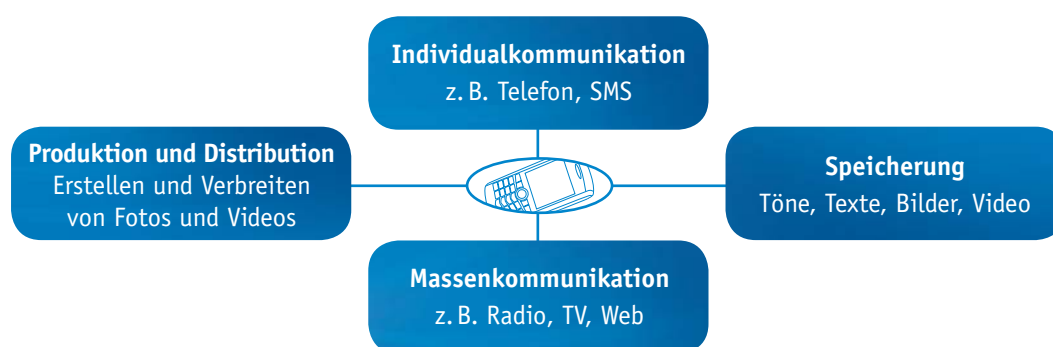 Individualkommunikation
z. B. Telefon, SMS
Produktion und Distribution
Erstellen und Verbreiten
von Fotos und Videos
Speicherung
Töne, Texte, Bilder, Video
Massenkommunikation
z. B. Radio, TV, Web